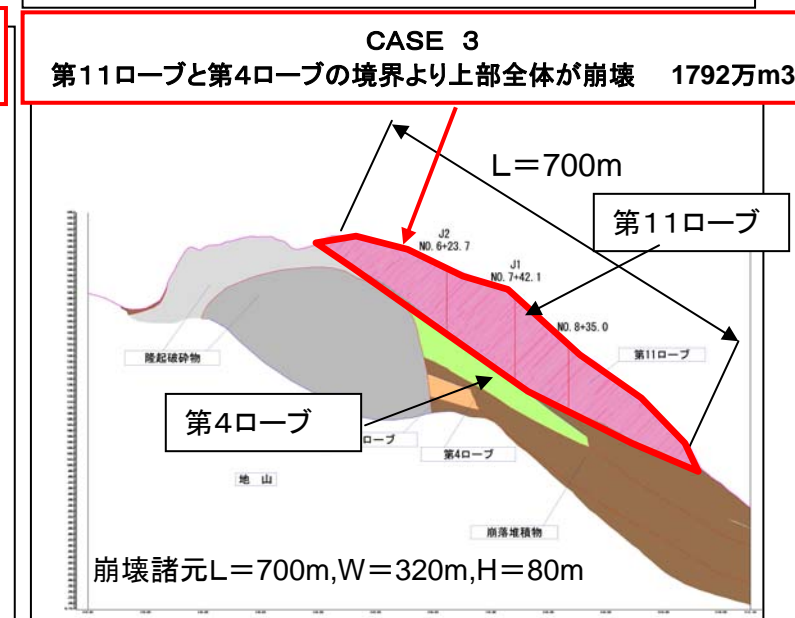 CASE 3
第11ローブと第4ローブの境界より上部全体が崩壊 1792万m3
L=700m
第11ローブ
J2
NO.6+23.7
J1
NO.7+42.1
NO.8+35.0
隆起破砕物
第11ローブ
第4ローブ
ローブ
第4ローブ
地 山
崩落堆積物
崩壊諸元L=700m,W=320m,H=80m